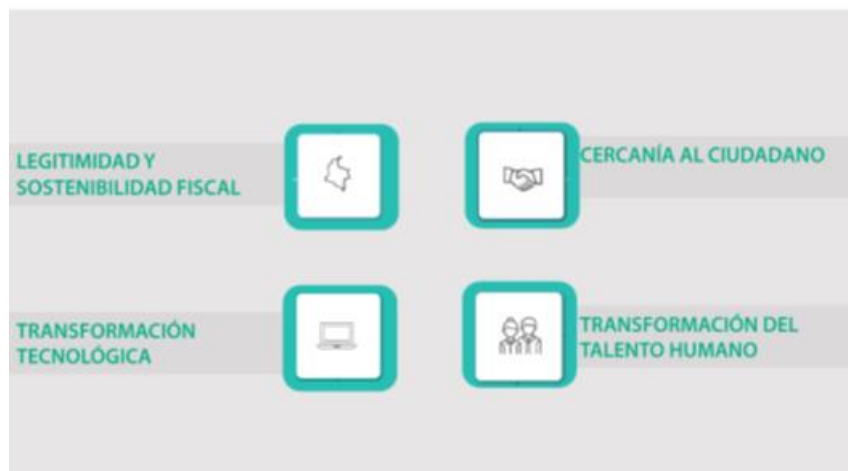 LEGITIMIDAD Y
SOSTENIBILIDAD FISCAL
CERCANÍA AL CIUDADANO
TRANSFORMACIÓN
TECNOLÓGICA
TRANSFORMACIÓN DEL
TALENTO HUMANO